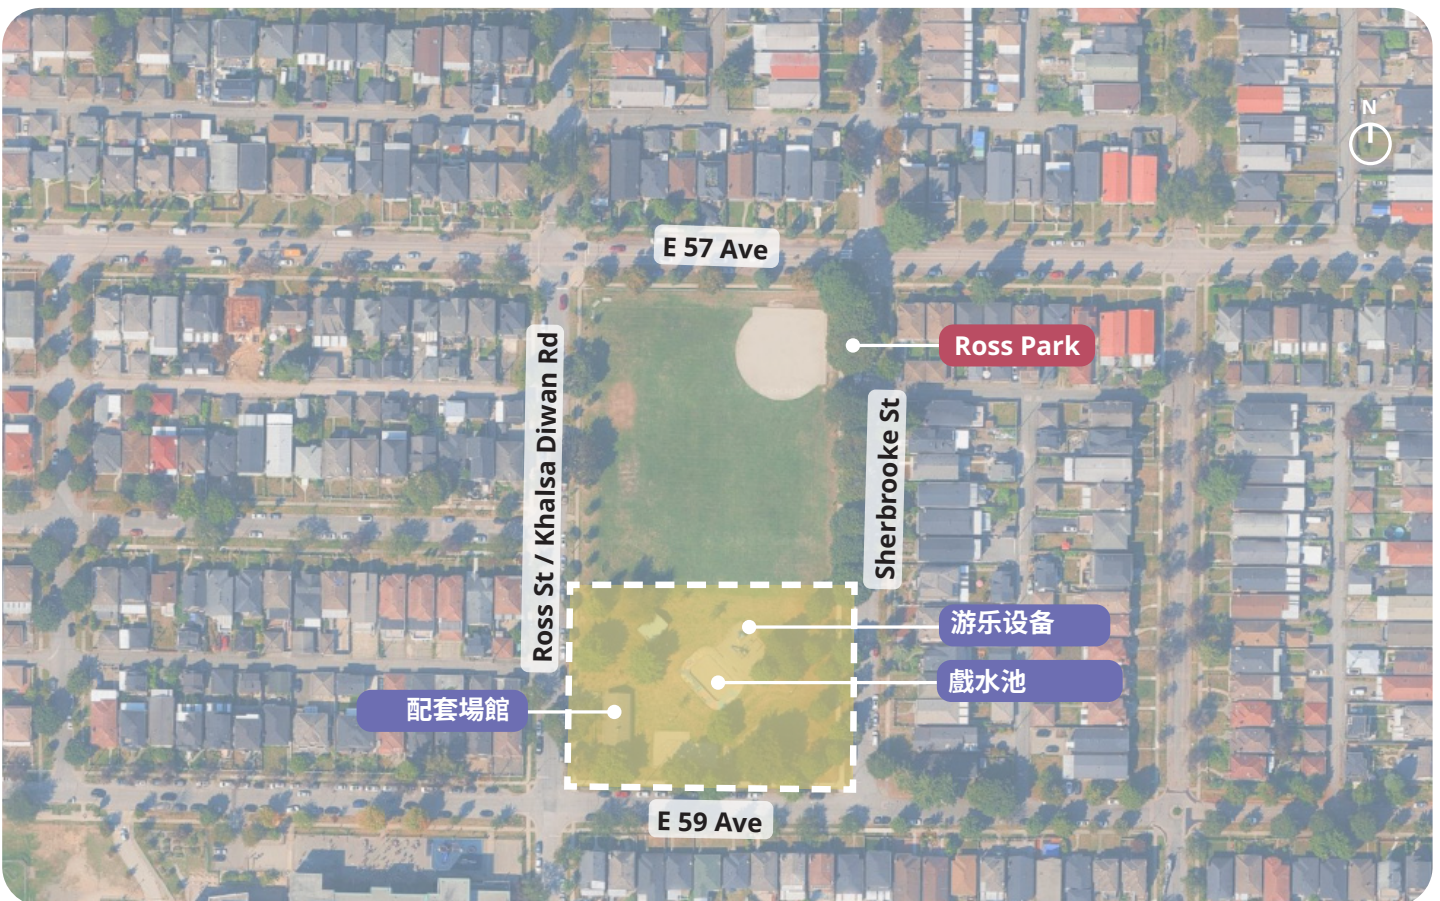 N
E 57 Ave
Ross St / Khalsa Diwan Rd
Ross Park
Sherbrooke St
游乐设备
戲水池
配套場館
E 59 Ave